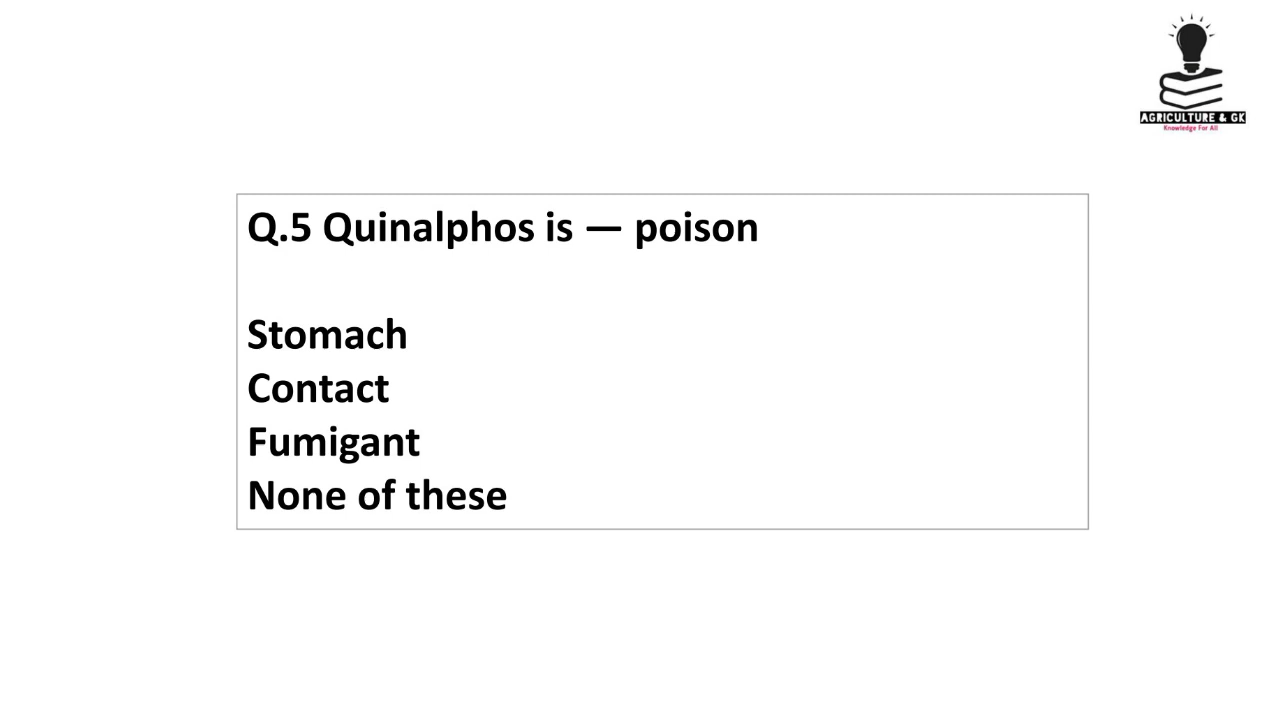 AGRICULTURE & GK
Knowledge For All
Q.5 Quinalphos is — poison
Stomach
Contact
Fumigant
None of these